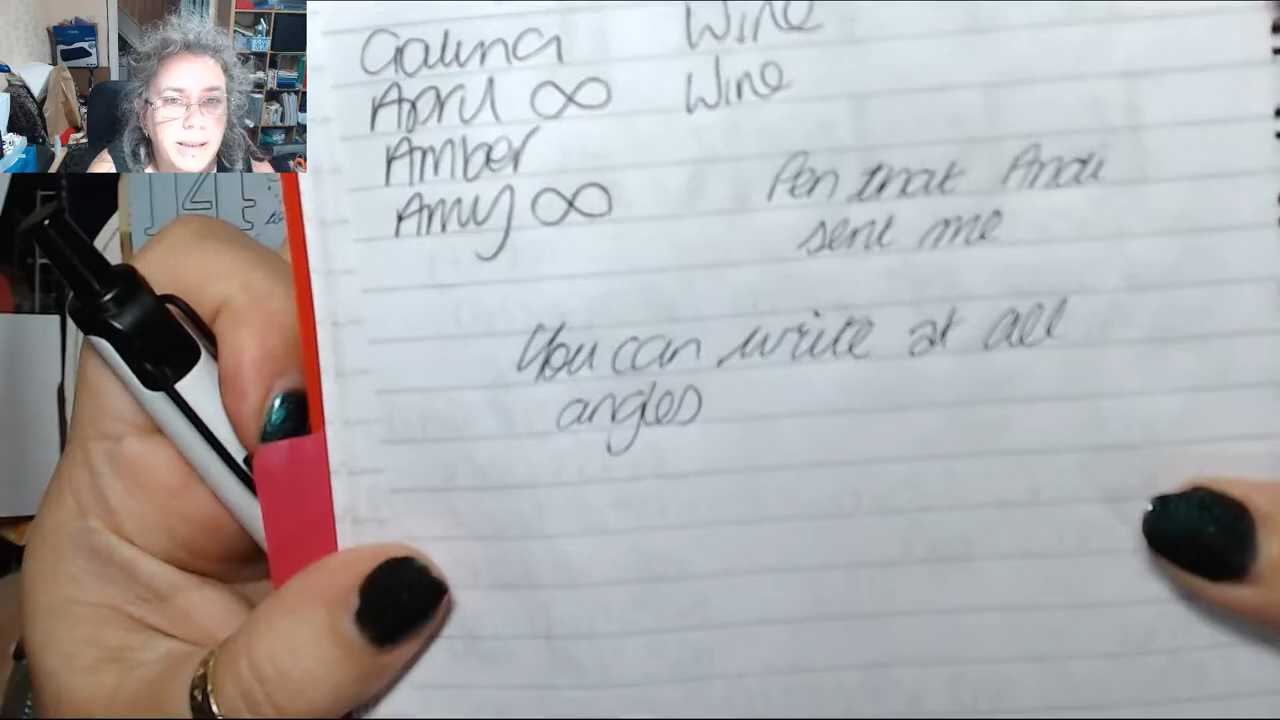 Galina Wine
April ∞ Wine
Amber
Amy ∞
Pen that Andi
sent me
You can write at all
angles